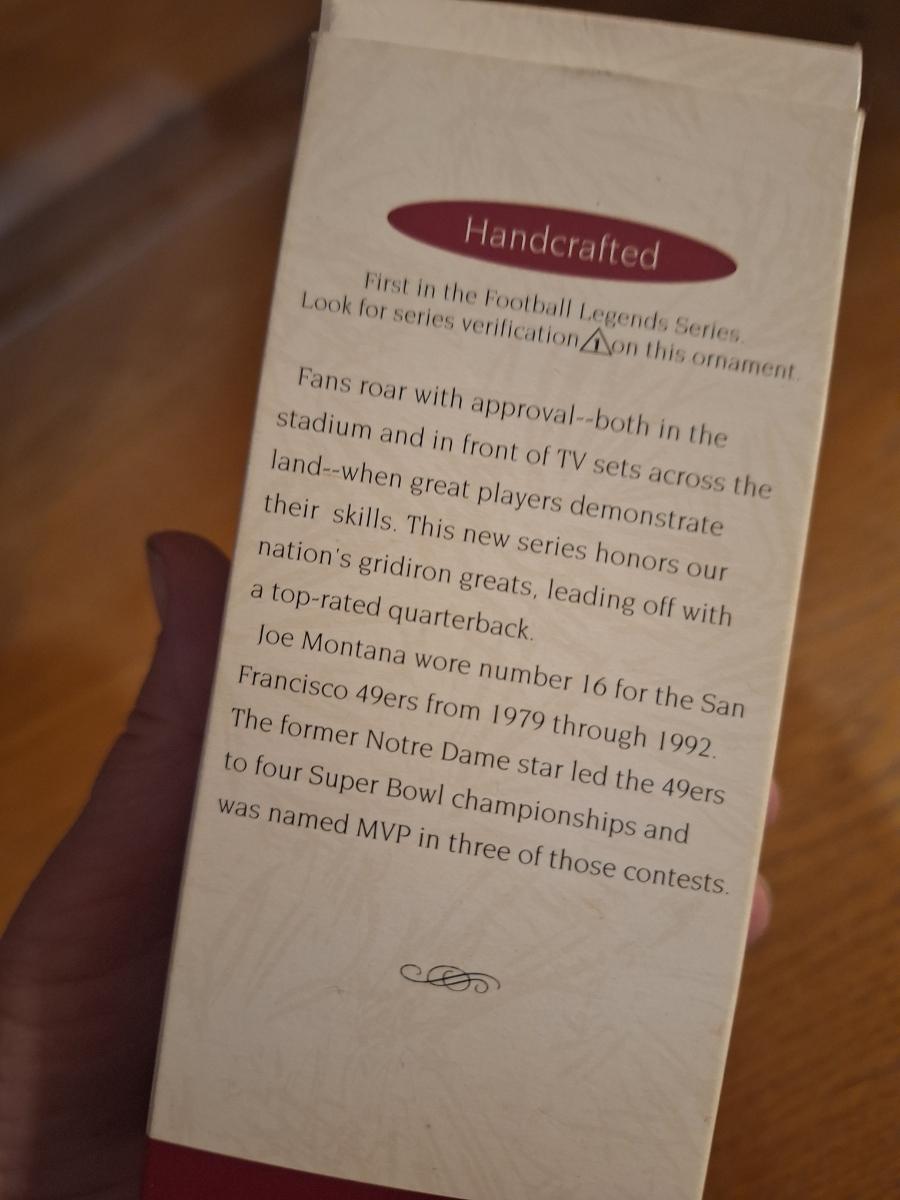 Handcrafted
First in the Football Legends Series.
Look for series verification 1 on this ornament.
Fans roar with approval--both in the
stadium and in front of TV sets across the
land--when great players demonstrate
their skills. This new series honors our
nation's gridiron greats, leading off with
a top-rated quarterback.
Joe Montana wore number 16 for the San
Francisco 49ers from 1979 through 1992.
The former Notre Dame star led the 49ers
to four Super Bowl championships and
was named MVP in three of those contests.